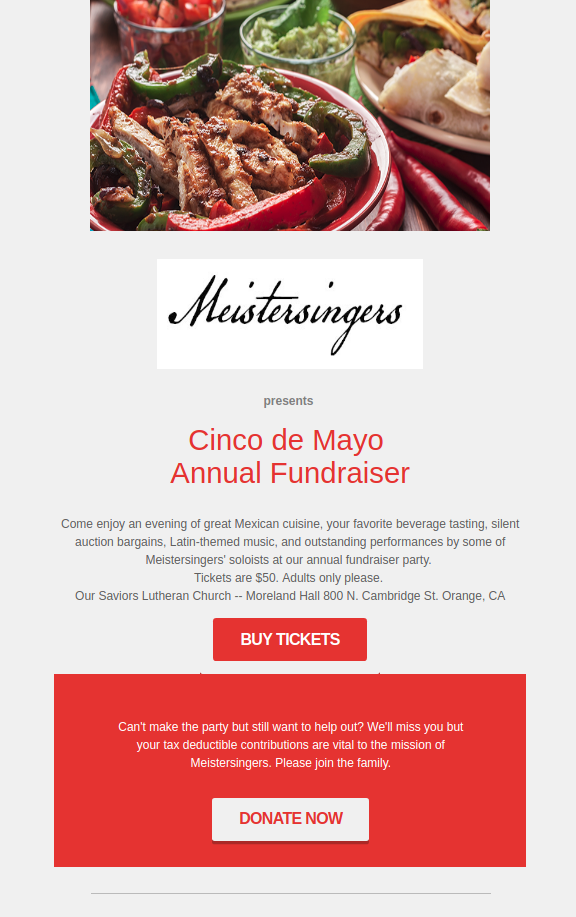 Meistersingers
presents
Cinco de Mayo
Annual Fundraiser
Come enjoy an evening of great Mexican cuisine, your favorite beverage tasting, silent
auction bargains, Latin-themed music, and outstanding performances by some of
Meistersingers' soloists at our annual fundraiser party.
Tickets are $50. Adults only please.
Our Saviors Lutheran Church -- Moreland Hall 800 N. Cambridge St. Orange, CA
BUY TICKETS
Can't make the party but still want to help out? We'll miss you but
your tax deductible contributions are vital to the mission of
Meistersingers. Please join the family.
DONATE NOW